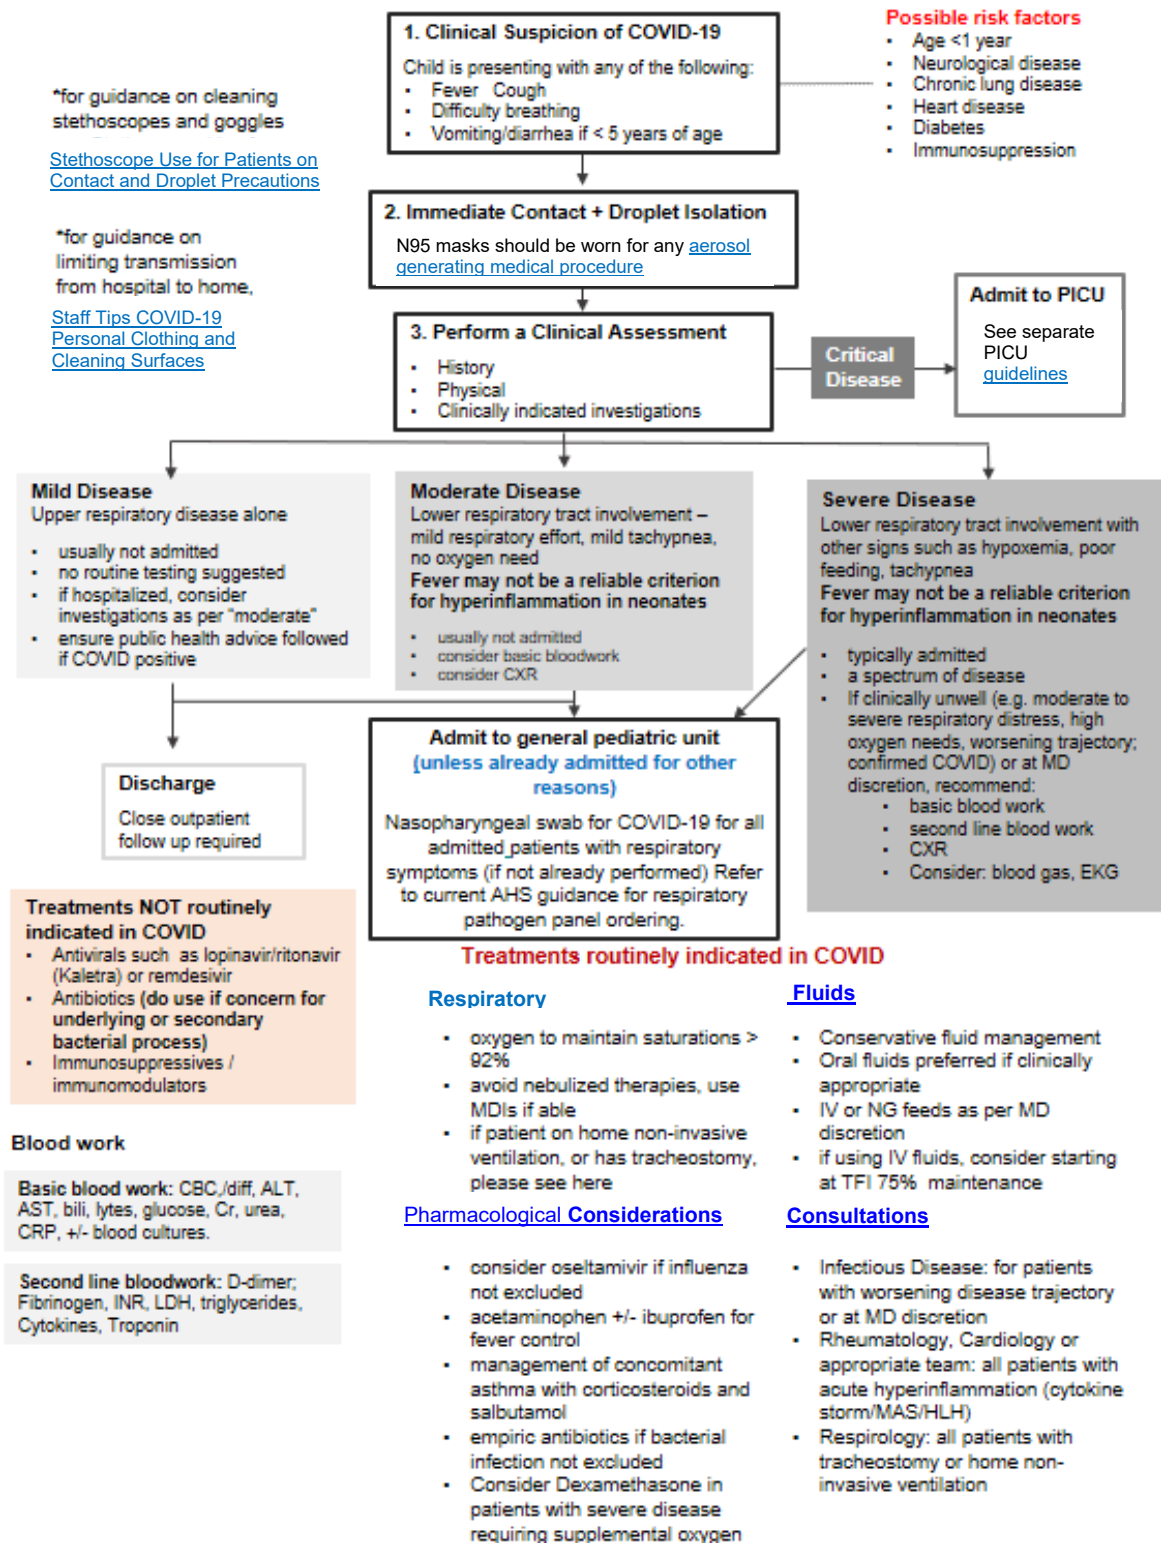 1. Clinical Suspicion of COVID-19
Child is presenting with any of the following:
▪ Fever Cough
▪ Difficulty breathing
▪ Vomiting/diarrhea if < 5 years of age
Possible risk factors
▪ Age <1 year
▪ Neurological disease
▪ Chronic lung disease
▪ Heart disease
▪ Diabetes
▪ Immunosuppression
*for guidance on cleaning
stethoscopes and goggles
Stethoscope Use for Patients on
Contact and Droplet Precautions
2. Immediate Contact + Droplet Isolation
N95 masks should be worn for any aerosol
generating medical procedure
*for guidance on
limiting transmission
from hospital to home,
Staff Tips COVID-19
Personal Clothing and
Cleaning Surfaces
3. Perform a Clinical Assessment
▪ History
▪ Physical
▪ Clinically indicated investigations
Critical
Disease
Admit to PICU
See separate
PICU
guidelines
Mild Disease
Upper respiratory disease alone
▪ usually not admitted
▪ no routine testing suggested
▪ if hospitalized, consider
investigations as per “moderate”
▪ ensure public health advice followed
if COVID positive
Moderate Disease
Lower respiratory tract involvement –
mild respiratory effort, mild tachypnea,
no oxygen need
Fever may not be a reliable criterion
for hyperinflammation in neonates
▪ usually not admitted
▪ consider basic bloodwork
▪ consider CXR
Severe Disease
Lower respiratory tract involvement with
other signs such as hypoxemia, poor
feeding, tachypnea
Fever may not be a reliable criterion
for hyperinflammation in neonates
▪ typically admitted
▪ a spectrum of disease
▪ If clinically unwell (e.g. moderate to
severe respiratory distress, high
oxygen needs, worsening trajectory;
confirmed COVID) or at MD
discretion, recommend:
▪ basic blood work
▪ second line blood work
▪ CXR
▪ Consider: blood gas, EKG
Discharge
Close outpatient
follow up required
Admit to general pediatric unit
(unless already admitted for other
reasons)
Nasopharyngeal swab for COVID-19 for all
admitted patients with respiratory
symptoms (if not already performed) Refer
to current AHS guidance for respiratory
pathogen panel ordering.
Treatments NOT routinely
indicated in COVID
▪ Antivirals such as lopinavir/ritonavir
(Kaletra) or remdesivir
▪ Antibiotics (do use if concern for
underlying or secondary
bacterial process)
▪ Immunosuppressives /
immunomodulators
Blood work
Basic blood work: CBC,/diff, ALT,
AST, bili, lytes, glucose, Cr, urea,
CRP, +/- blood cultures.
Second line bloodwork: D-dimer;
Fibrinogen, INR, LDH, triglycerides,
Cytokines, Troponin
Treatments routinely indicated in COVID
Respiratory
▪ oxygen to maintain saturations >
92%
▪ avoid nebulized therapies, use
MDIs if able
▪ if patient on home non-invasive
ventilation, or has tracheostomy,
please see here
Fluids
▪ Conservative fluid management
▪ Oral fluids preferred if clinically
appropriate
▪ IV or NG feeds as per MD
discretion
▪ if using IV fluids, consider starting
at TFI 75% maintenance
Pharmacological Considerations
▪ consider oseltamivir if influenza
not excluded
▪ acetaminophen +/- ibuprofen for
fever control
▪ management of concomitant
asthma with corticosteroids and
salbutamol
▪ empiric antibiotics if bacterial
infection not excluded
▪ Consider Dexamethasone in
patients with severe disease
requiring supplemental oxygen
Consultations
▪ Infectious Disease: for patients
with worsening disease trajectory
or at MD discretion
▪ Rheumatology, Cardiology or
appropriate team: all patients with
acute hyperinflammation (cytokine
storm/MAS/HLH)
▪ Respirology: all patients with
tracheostomy or home non-
invasive ventilation